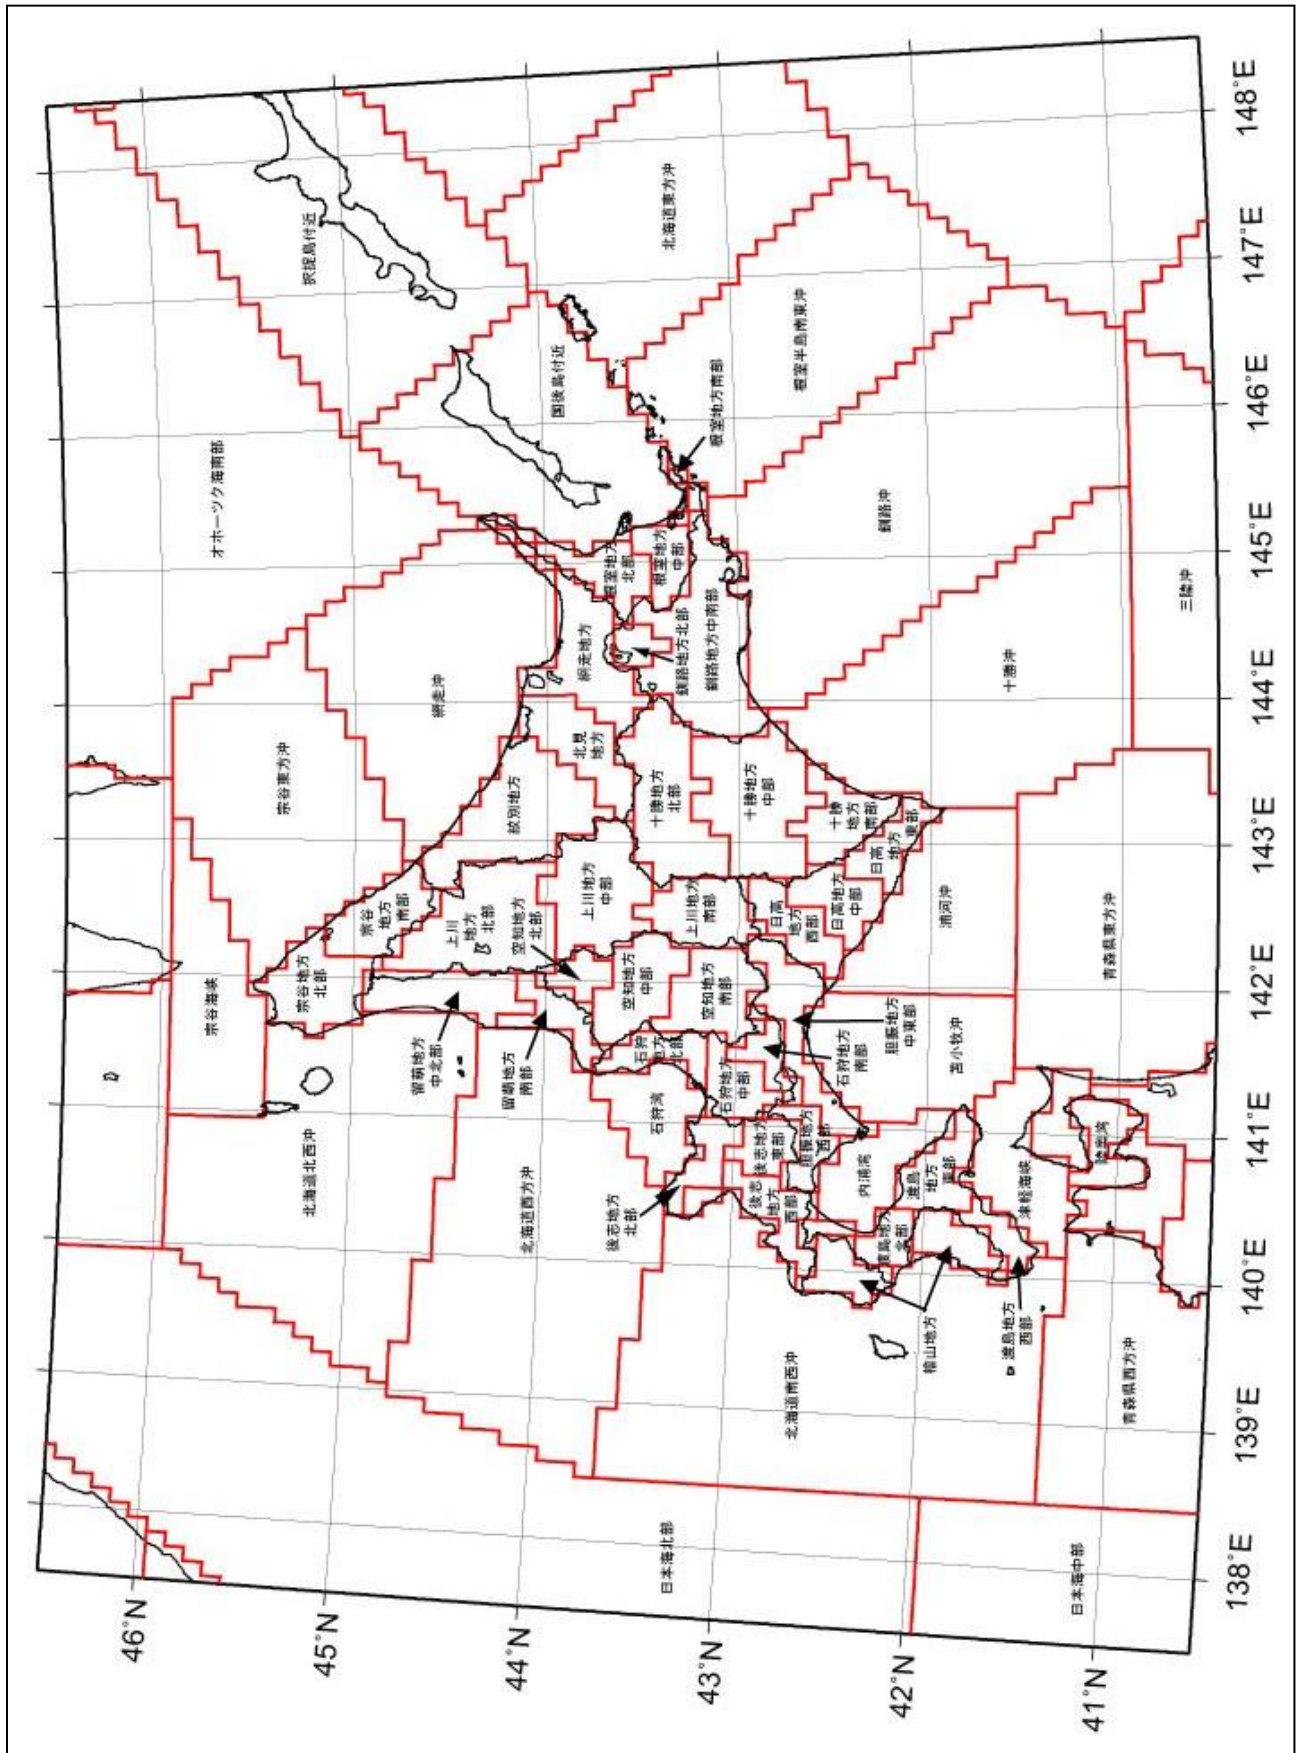 オホーツク海南部
択捉島付近
宗谷東方沖
宗谷海峡
網走沖
国後島付近
北海道東方沖
北海道北西沖
宗谷地方
北部
宗谷
地方
南部
上川
地方
北部
紋別地方
北見
地方
網走地方
根室地方
北部
根室地方
中部
根室地方南部
根室半島南東沖
留萌地方
中北部
留萌地方
南部
空知地方
北部
上川地方
中部
十勝地方
北部
釧路地方北部
釧路地方中南部
釧路沖
北海道西方沖
石狩湾
石狩
地方
北部
空知地方
中部
空知地方
南部
上川地方
南部
十勝地方
中部
後志地方
北部
石狩地方
中部
石狩地方
南部
後志地方
東部
後志
地方
西部
胆振地方
西部
胆振地方
中東部
日高
地方
西部
日高地方
中部
日高
地方
東部
十勝
地方
南部
十勝沖
三陸沖
浦河沖
苫小牧沖
内浦湾
渡島
地方
東部
渡島地方
北部
檜山地方
渡島地方
西部
津軽海峡
陸奥湾
青森県東方沖
北海道南西沖
青森県西方沖
日本海北部
日本海中部
46°N
45°N
44°N
43°N
42°N
41°N
138°E
139°E
140°E
141°E
142°E
143°E
144°E
145°E
146°E
147°E
148°E